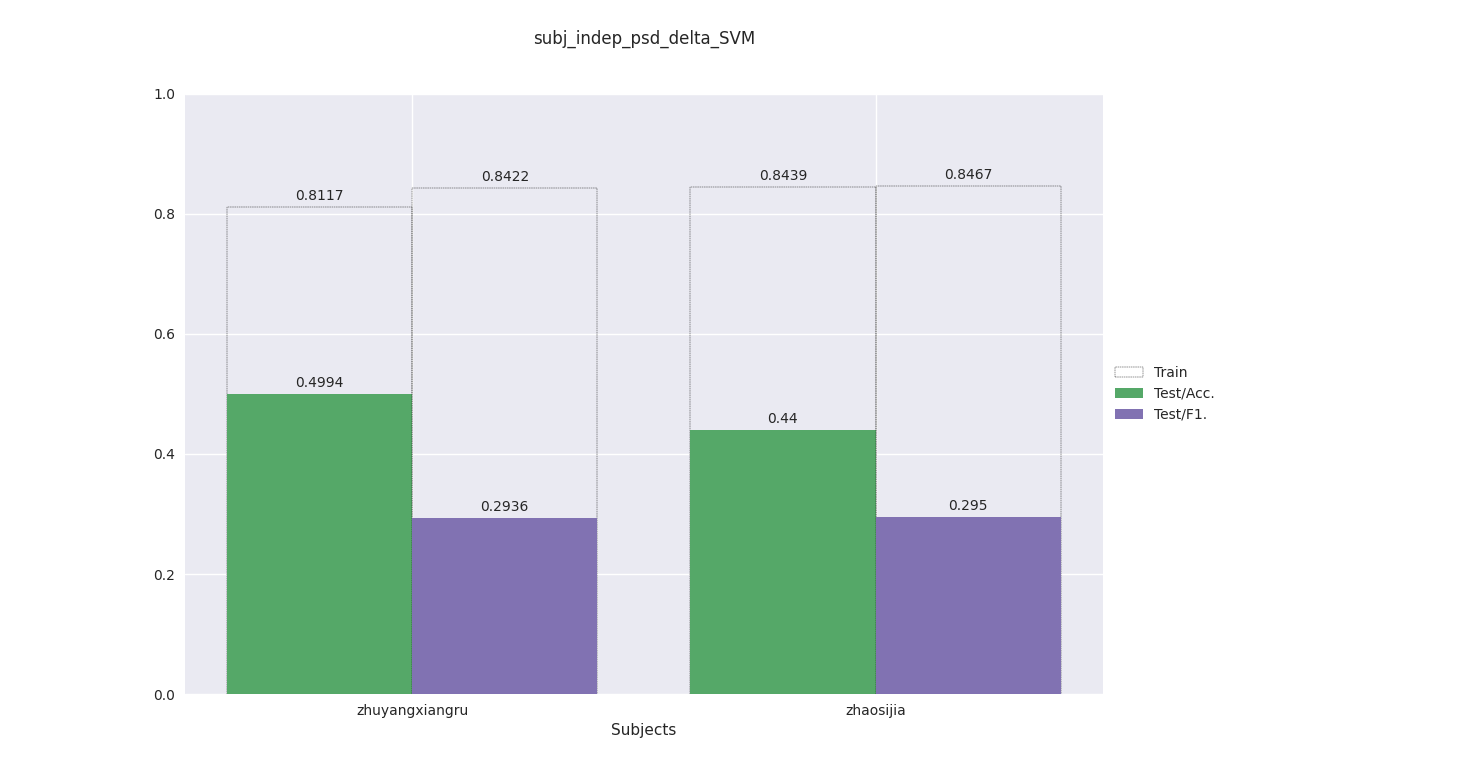 subj_indep_psd_delta_SVM
1.0
0.8
0.6
0.4
0.2
0.0
0.8117
0.8422
0.8439
0.8467
0.4994
0.2936
0.44
0.295
zhuyangxiangru
zhaosijia
Subjects
Train
Test/Acc.
Test/F1.